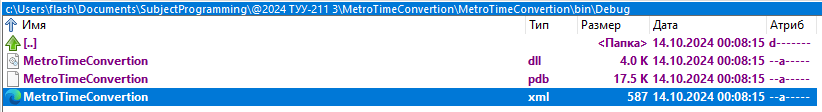 c:\Users\flash\Documents\SubjectProgramming\@2024 ТУУ-211 3\MetroTimeConvertion\MetroTimeConvertion\bin\Debug
Имя Тип Размер Дата Атриб
[..] <Папка> 14.10.2024 00:08:15 d-------
MetroTimeConvertion dll 4.0 K 14.10.2024 00:08:15 --a-----
MetroTimeConvertion pdb 17.5 K 14.10.2024 00:08:15 --a-----
MetroTimeConvertion xml 587 14.10.2024 00:08:15 --a-----